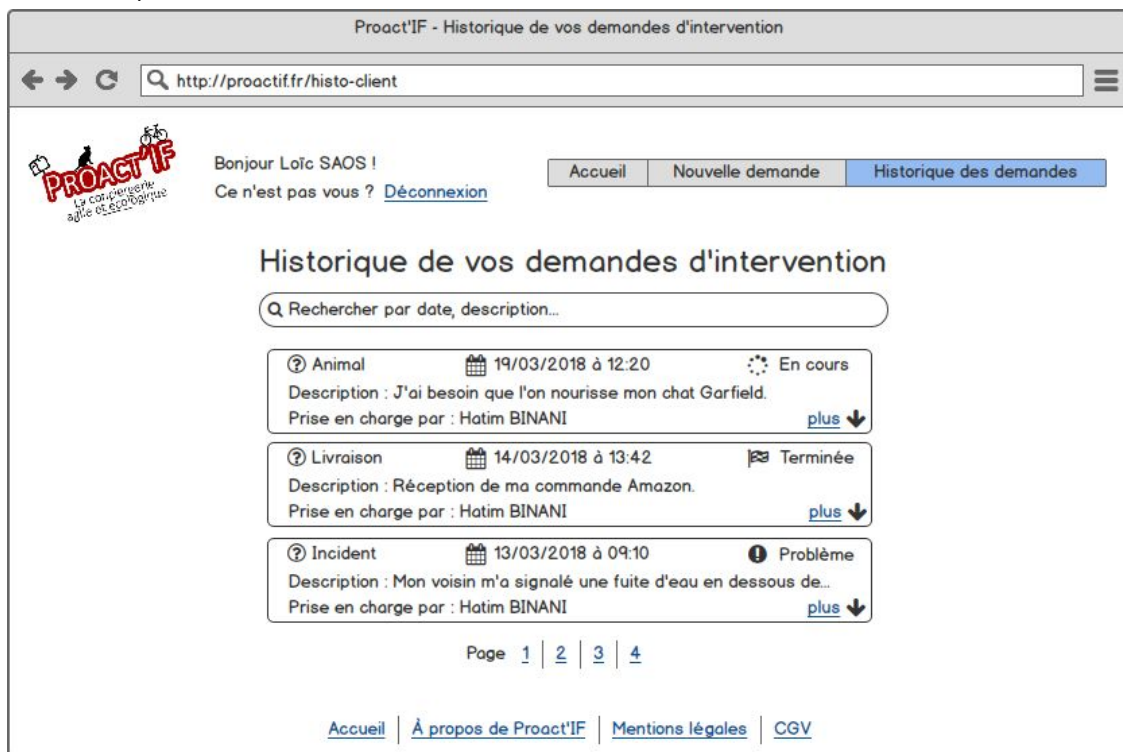 Proact'IF - Historique de vos demandes d'intervention
http://proactif.fr/histo-client
PROACT'IF
La conciergerie
agile et écologique
Bonjour Loïc SAOS !
Ce n'est pas vous ? Déconnexion
Accueil Nouvelle demande Historique des demandes
Historique de vos demandes d'intervention
Rechercher par date, description...
Animal 19/03/2018 à 12:20 En cours
Description : J'ai besoin que l'on nourisse mon chat Garfield.
Prise en charge par : Hatim BINANI plus
Livraison 14/03/2018 à 13:42 Terminée
Description : Réception de ma commande Amazon.
Prise en charge par : Hatim BINANI plus
Incident 13/03/2018 à 09:10 Problème
Description : Mon voisin m'a signalé une fuite d'eau en dessous de...
Prise en charge par : Hatim BINANI plus
Page 1 2 3 4
Accueil À propos de Proact'IF Mentions légales CGV